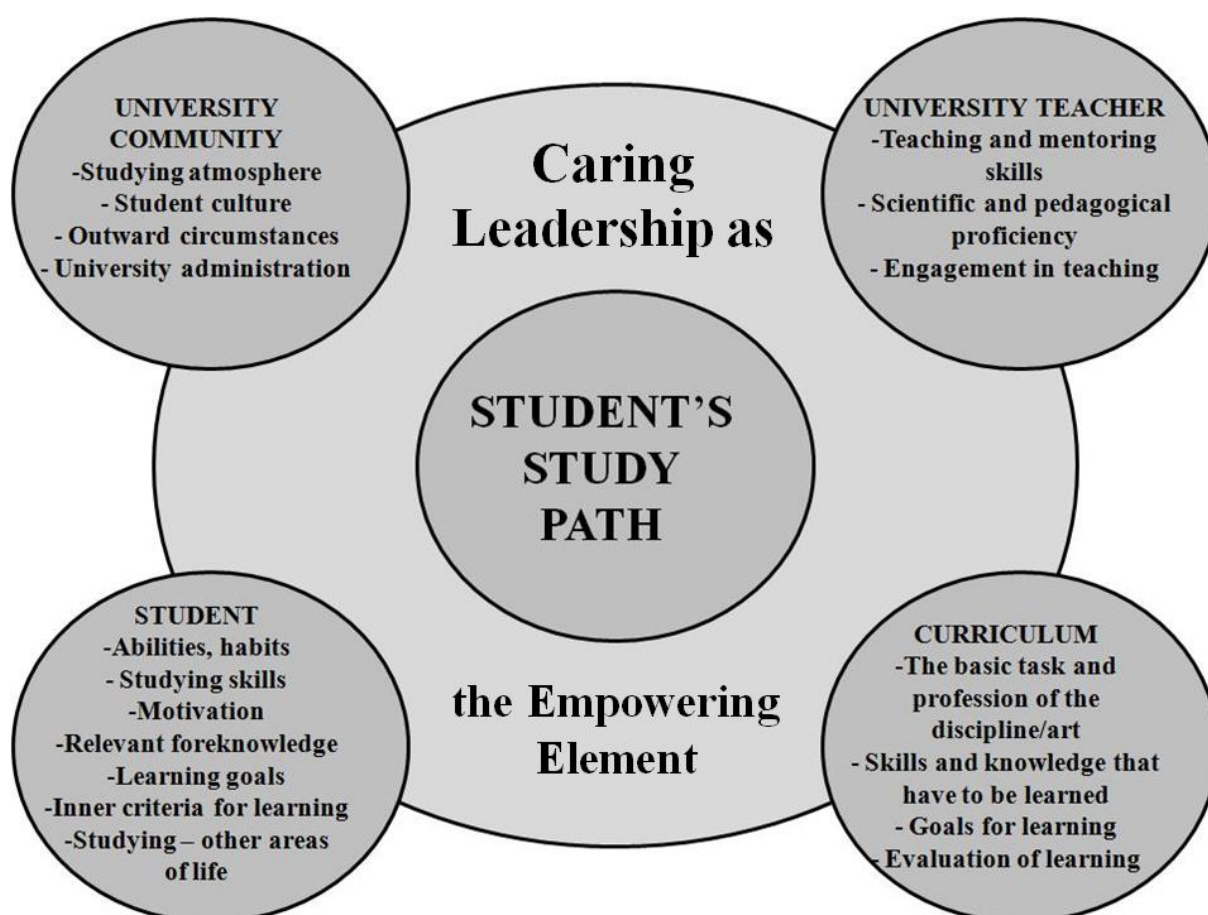 UNIVERSITY
COMMUNITY
-Studying atmosphere
- Student culture
- Outward circumstances
- University administration
Caring
Leadership as
UNIVERSITY TEACHER
-Teaching and mentoring
skills
- Scientific and pedagogical
proficiency
- Engagement in teaching
STUDENT’S
STUDY
PATH
STUDENT
-Abilities, habits
- Studying skills
-Motivation
-Relevant foreknowledge
-Learning goals
-Inner criteria for learning
-Studying – other areas
of life
the Empowering
Element
CURRICULUM
-The basic task and
profession of the
discipline/art
- Skills and knowledge that
have to be learned
- Goals for learning
- Evaluation of learning